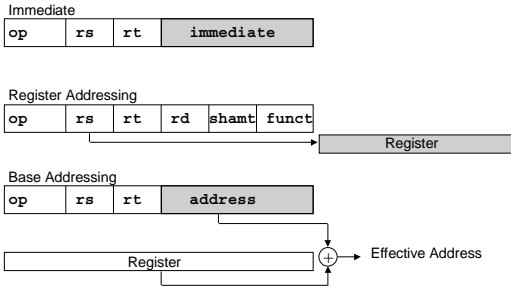 Immediate
op rs rt immediate
Register Addressing
op rs rt rd shamt funct
Register
Base Addressing
op rs rt address
Register + Effective Address